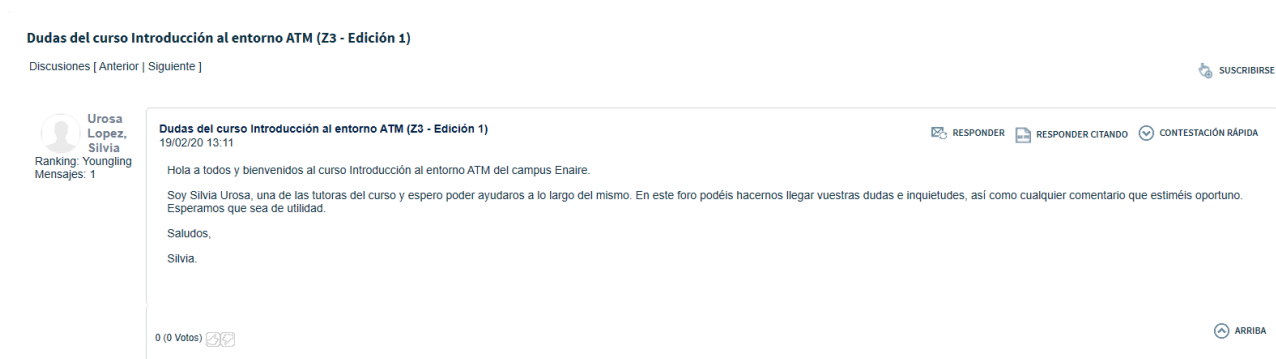 Dudas del curso Introducción al entorno ATM (Z3 - Edición 1)
Discusiones [ Anterior | Siguiente ]
SUSCRIBIRSE
Urosa
Lopez,
Silvia
Ranking: Youngling
Mensajes: 1
Dudas del curso Introducción al entorno ATM (Z3 - Edición 1)
19/02/20 13:11
RESPONDER
RESPONDER CITANDO
CONTESTACIÓN RÁPIDA
Hola a todos y bienvenidos al curso Introducción al entorno ATM del campus Enaire.
Soy Silvia Urosa, una de las tutoras del curso y espero poder ayudaros a lo largo del mismo. En este foro podéis hacernos llegar vuestras dudas e inquietudes, así como cualquier comentario que estiméis oportuno.
Esperamos que sea de utilidad.
Saludos,
Silvia.
0 (0 Votos)
ARRIBA